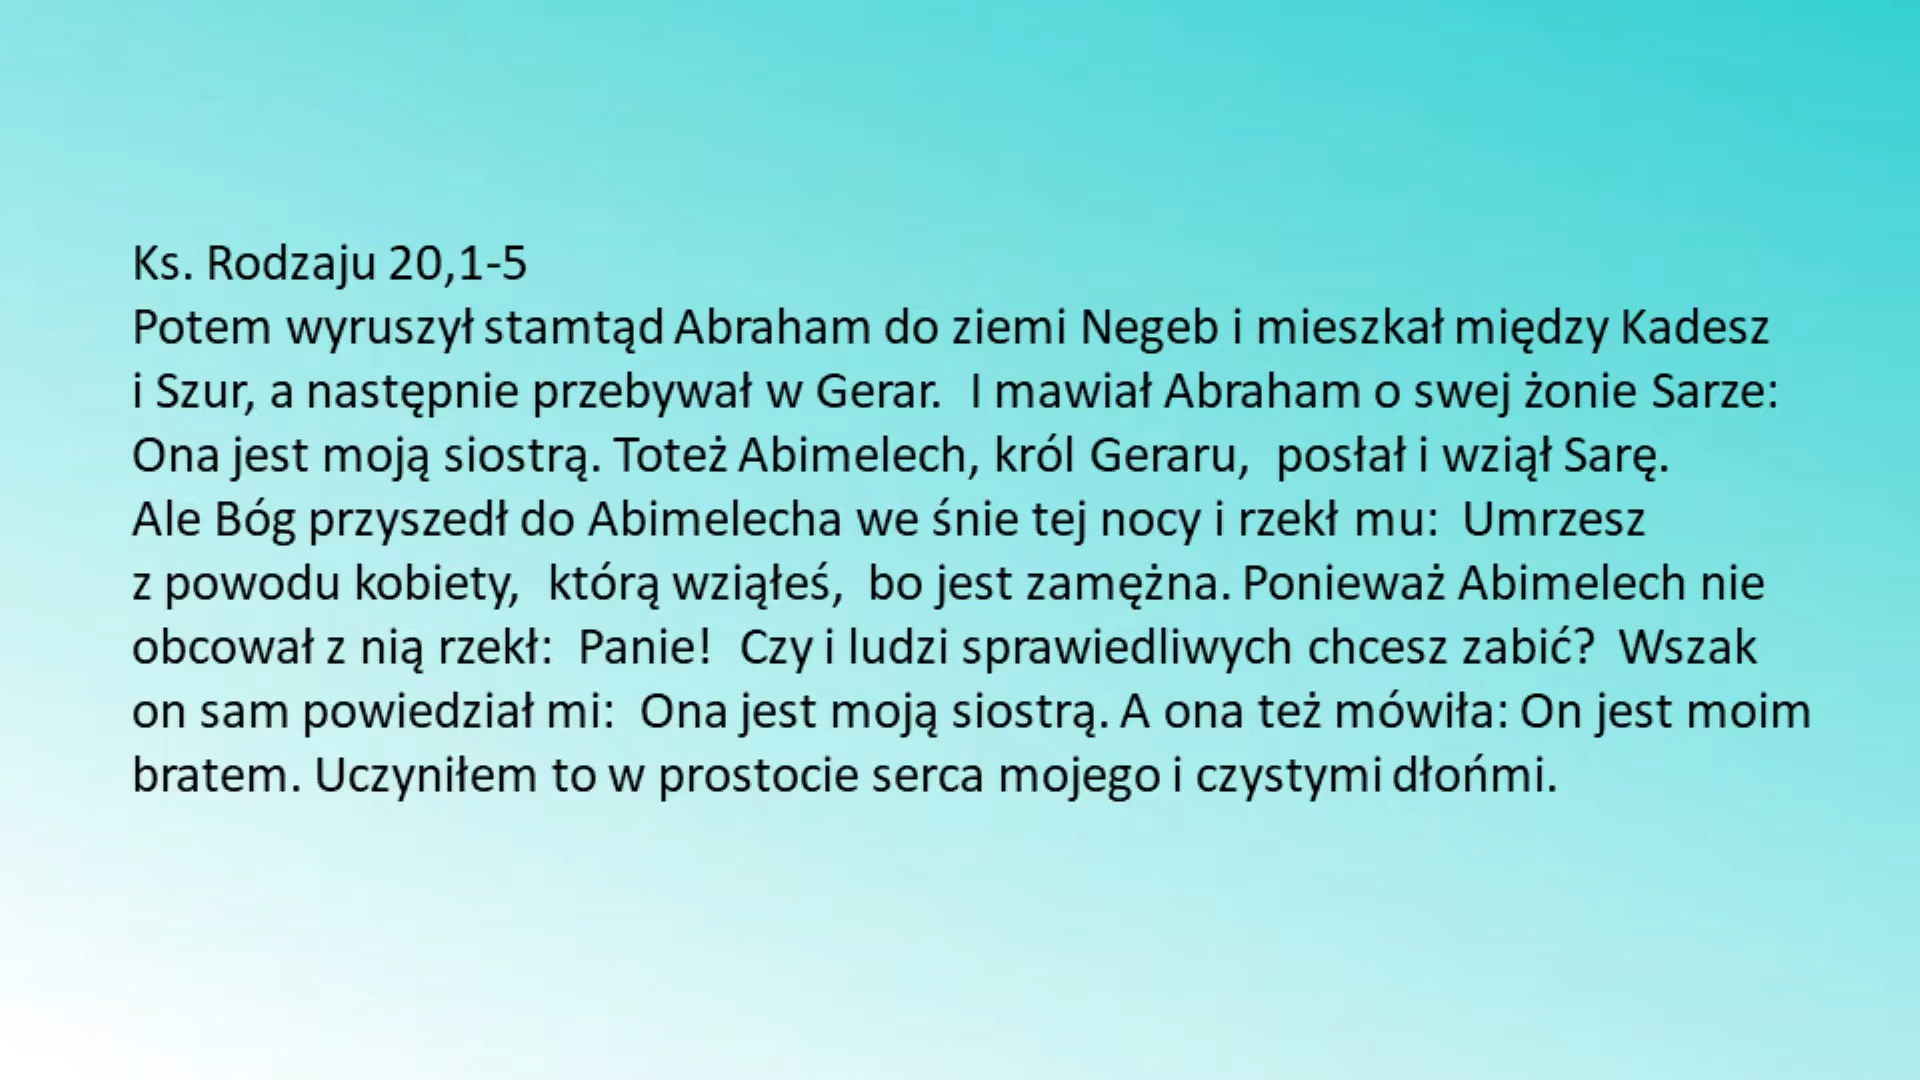 Ks. Rodzaju 20,1-5
Potem wyruszył stamtąd Abraham do ziemi Negeb i mieszkał między Kadesz
i Szur, a następnie przebywał w Gerar.  I mawiał Abraham o swej żonie Sarze:
Ona jest moją siostrą. Toteż Abimelech, król Geraru,  posłał i wziął Sarę.
Ale Bóg przyszedł do Abimelecha we śnie tej nocy i rzekł mu:  Umrzesz
z powodu kobiety,  którą wziąłeś,  bo jest zamężna. Ponieważ Abimelech nie
obcował z nią rzekł:  Panie!  Czy i ludzi sprawiedliwych chcesz zabić?  Wszak
on sam powiedział mi:  Ona jest moją siostrą. A ona też mówiła: On jest moim
bratem. Uczyniłem to w prostocie serca mojego i czystymi dłońmi.